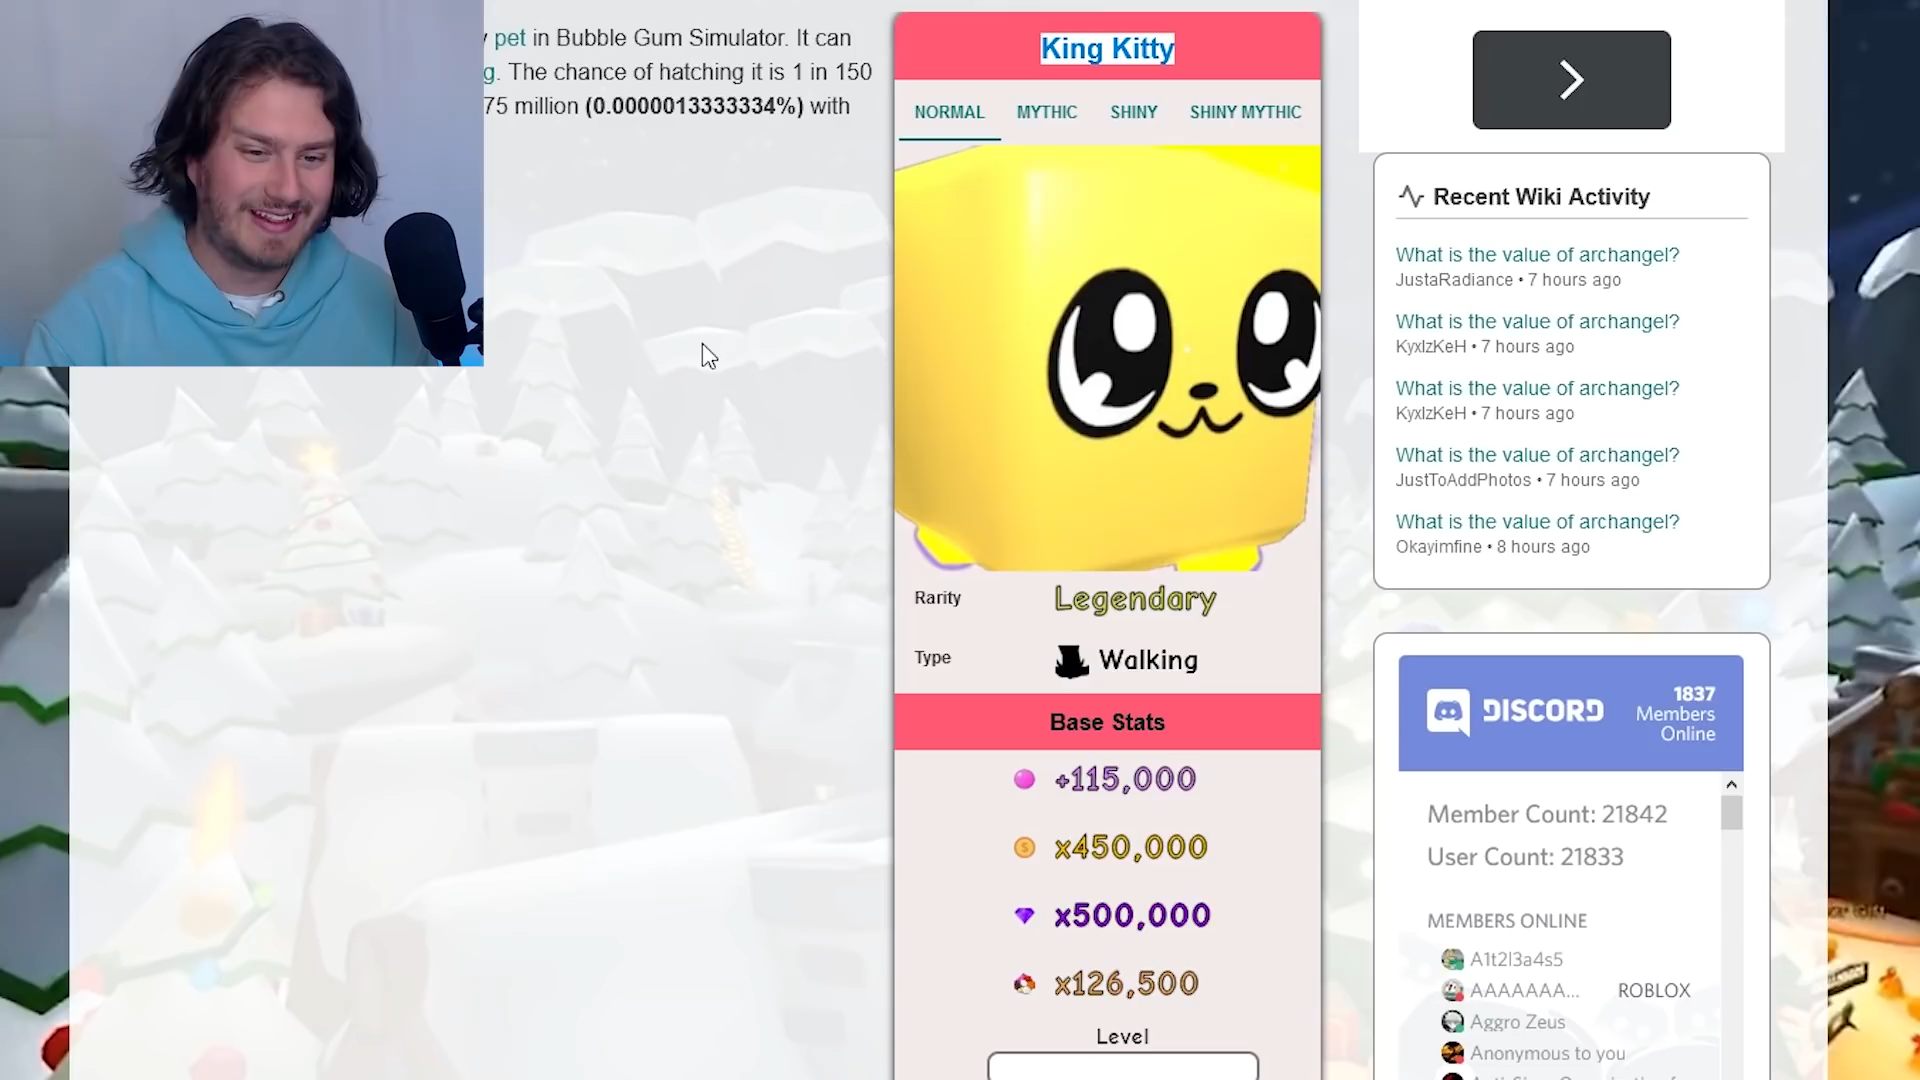 pet in Bubble Gum Simulator. It can
g. The chance of hatching it is 1 in 150
75 million (0.0000013333334%) with
King Kitty
NORMAL MYTHIC SHINY SHINY MYTHIC
Rarity Legendary
Type Walking
Base Stats
+115,000
x450,000
x500,000
x126,500
Level
Recent Wiki Activity
What is the value of archangel?
JustaRadiance • 7 hours ago
What is the value of archangel?
KyxlzKeH • 7 hours ago
What is the value of archangel?
KyxlzKeH • 7 hours ago
What is the value of archangel?
JustToAddPhotos • 7 hours ago
What is the value of archangel?
Okayimfine • 8 hours ago
DISCORD
1837
Members
Online
Member Count: 21842
User Count: 21833
MEMBERS ONLINE
A1t2l3a4s5
AAAAAAA... ROBLOX
Aggro Zeus
Anonymous to you